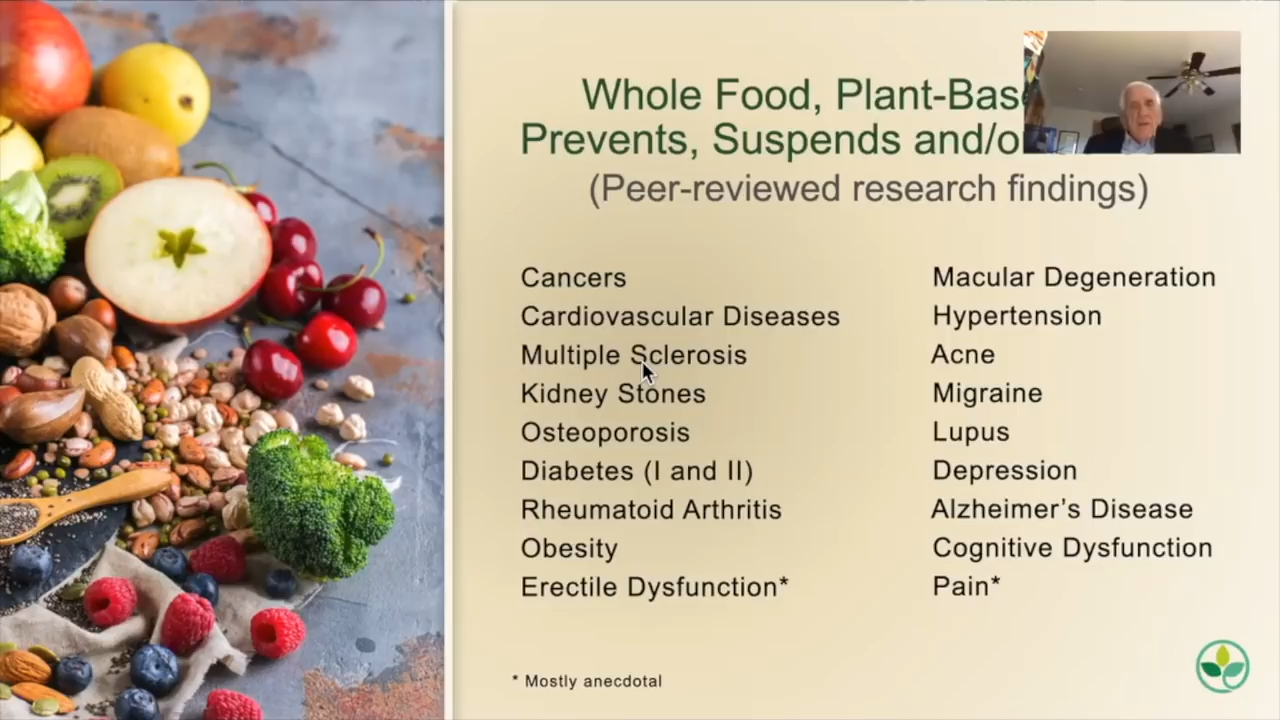 Whole Food, Plant-Base
Prevents, Suspends and/o
(Peer-reviewed research findings)
Cancers
Cardiovascular Diseases
Multiple Sclerosis
Kidney Stones
Osteoporosis
Diabetes (I and II)
Rheumatoid Arthritis
Obesity
Erectile Dysfunction*
Macular Degeneration
Hypertension
Acne
Migraine
Lupus
Depression
Alzheimer's Disease
Cognitive Dysfunction
Pain*
* Mostly anecdotal